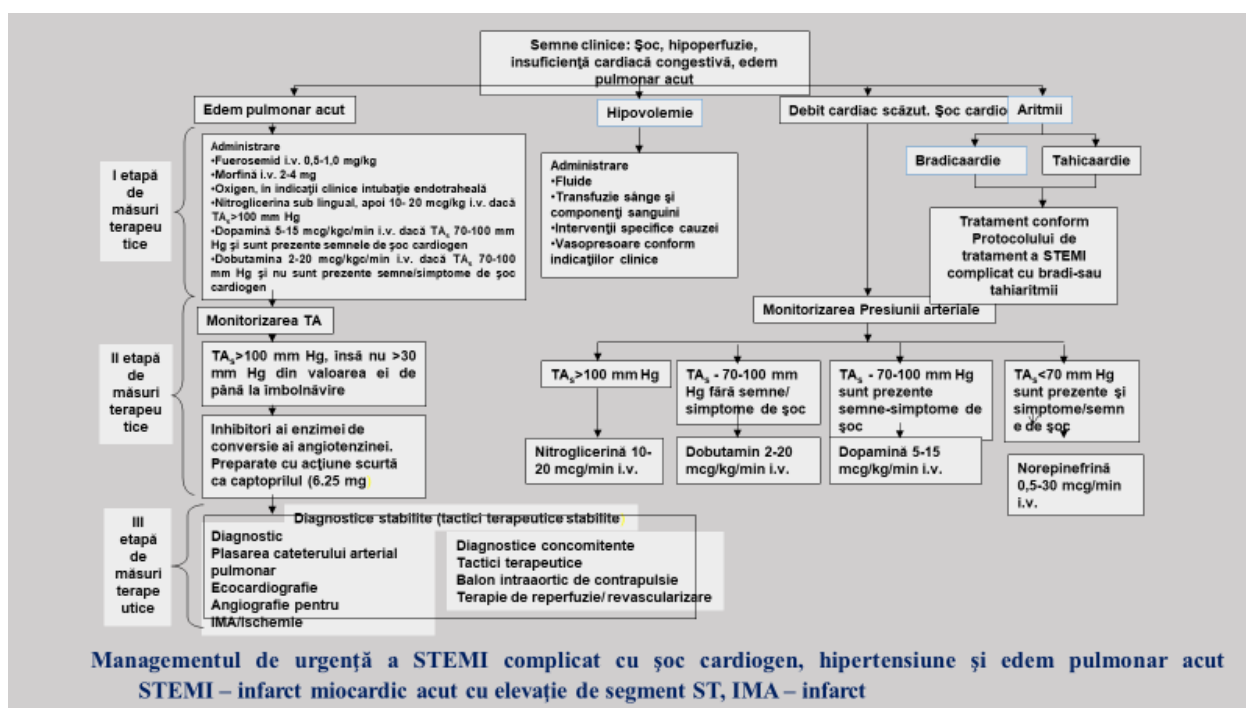 Semne clinice: Şoc, hipoperfuzie,
insuficienţă cardiacă congestivă, edem
pulmonar acut
Edem pulmonar acut
Hipovolemie
Debit cardiac scăzut. Şoc cardio
Aritmii
Bradicaardie
Tahicaardie
I etapă
de
măsuri
terapeu
tice
Administrare
•Fuerosemid i.v. 0,5-1,0 mg/kg
•Morfină i.v. 2-4 mg
•Oxigen, in indicaţii clinice intubaţie endotraheală
•Nitroglicerina sub lingual, apoi 10- 20 mcg/kg i.v. dacă
TAs>100 mm Hg
•Dopamină 5-15 mcg/kgc/min i.v. dacă TAs 70-100 mm
Hg şi sunt prezente semnele de şoc cardiogen
•Dobutamina 2-20 mcg/kgc/min i.v. dacă TAs 70-100
mm Hg şi nu sunt prezente semne/simptome de şoc
cardiogen
Administrare
•Fluide
•Transfuzie sânge şi
componenţi sanguini
•Intervenţii specifice
cauzei
•Vasopresoare conform
indicaţiilor clinice
Tratament conform
Protocolului de
tratament a STEMI
complicat cu bradi-sau
tahiaritmii
II etapă
de
măsuri
terapeu
tice
Monitorizarea TA
TAs>100 mm Hg, însă nu >30
mm Hg din valoarea ei de
până la îmbolnăvire
Inhibitori ai enzimei de
conversie ai angiotenzinei.
Preparate cu acţiune scurtă
ca captoprilul (6.25 mg)
Monitorizarea Presiunii arteriale
TAs>100 mm Hg
TAs - 70-100 mm
Hg fără semne/
simptome de şoc
TAs - 70-100 mm Hg
sunt prezente
semne-simptome de
şoc
TAs<70 mm Hg
sunt prezente şi
simptome/semn
e de şoc
Nitroglicerină 10-
20 mcg/min i.v.
Dobutamin 2-20
mcg/kg/min i.v.
Dopamină 5-15
mcg/kg/min i.v.
Norepinefrină
0,5-30 mcg/min
i.v.
III
etapă
de
măsuri
terape
utice
Diagnostice stabilite (tactici terapeutice stabilite)
Diagnostic
Plasarea cateterului arterial
pulmonar
Ecocardiografie
Angiografie pentru
IMA/Ischemie
Diagnostice concomitente
Tactici terapeutice
Balon intraaortic de contrapulsie
Terapie de reperfuzie/ revascularizare
Managementul de urgenţă a STEMI complicat cu şoc cardiogen, hipertensiune şi edem pulmonar acut
STEMI – infarct miocardic acut cu elevaţie de segment ST, IMA – infarct